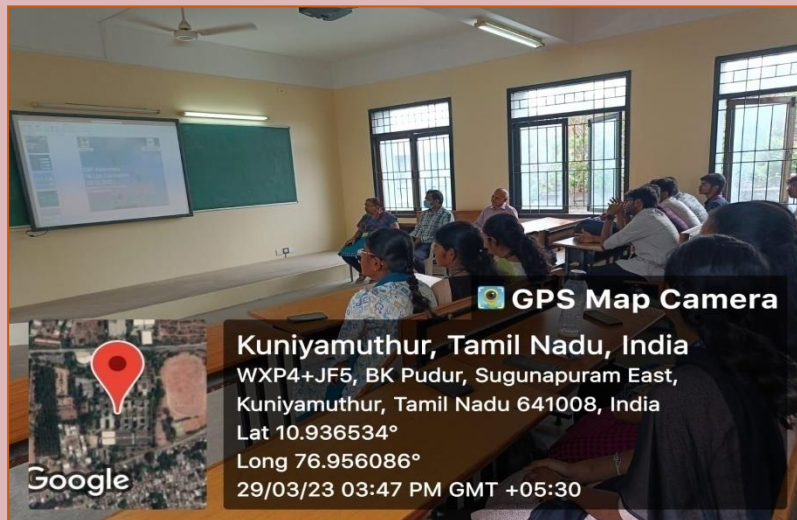 GPS Map Camera
Kuniyamuthur, Tamil Nadu, India
WXP4+JF5, BK Pudur, Sugunapuram East,
Kuniyamuthur, Tamil Nadu 641008, India
Lat 10.936534°
Long 76.956086°
29/03/23 03:47 PM GMT +05:30
Google